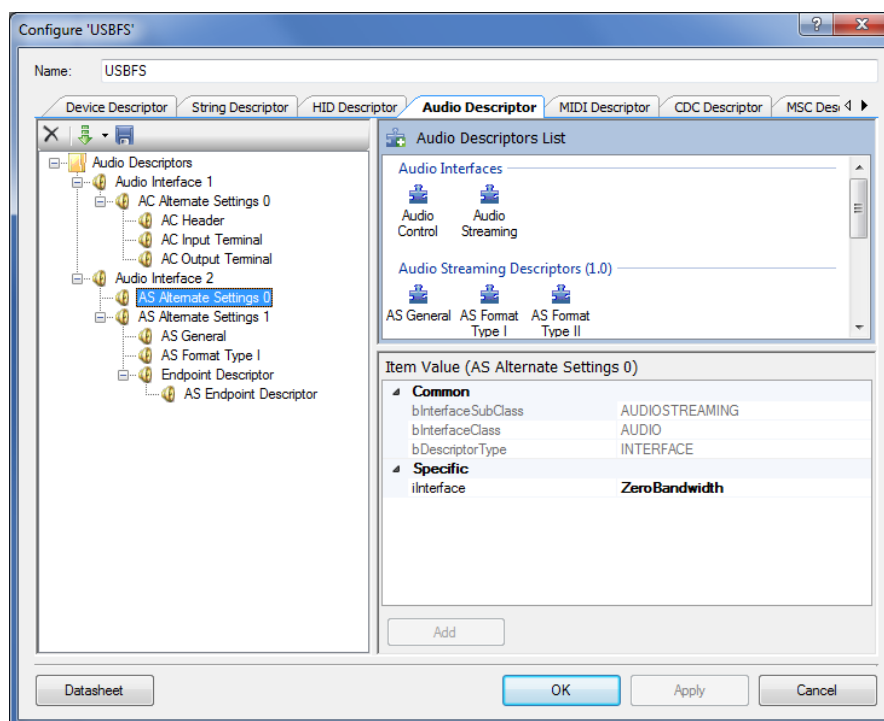 Configure 'USBFS'
Name: USBFS
Device Descriptor String Descriptor HID Descriptor Audio Descriptor MIDI Descriptor CDC Descriptor MSC Des
Audio Descriptors
Audio Interface 1
AC Alternate Settings 0
AC Header
AC Input Terminal
AC Output Terminal
Audio Interface 2
AS Alternate Settings 0
AS Alternate Settings 1
AS General
AS Format Type I
Endpoint Descriptor
AS Endpoint Descriptor
Audio Descriptors List
Audio Interfaces
Audio Control
Audio Streaming
Audio Streaming Descriptors (1.0)
AS General AS Format Type I AS Format Type II
Item Value (AS Alternate Settings 0)
Common
bInterfaceSubClass AUDIOSTREAMING
bInterfaceClass AUDIO
bDescriptorType INTERFACE
Specific
iInterface ZeroBandwidth
Add
Datasheet OK Apply Cancel